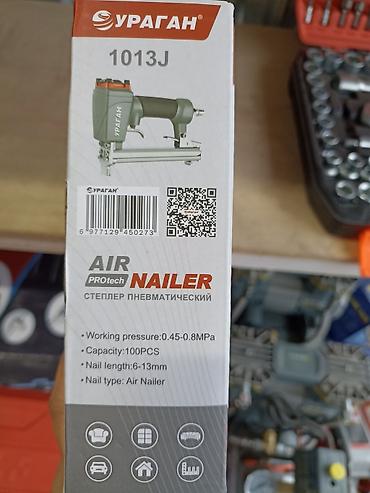 УРАГАН®
1013J
УРАГАН
УРАГАН®
6 977129 450273
AIR
PROtech NAILER
СТЕПЛЕР ПНЕВМАТИЧЕСКИЙ
• Working pressure:0.45-0.8MPa
• Capacity:100PCS
• Nail length:6-13mm
• Nail type: Air Nailer